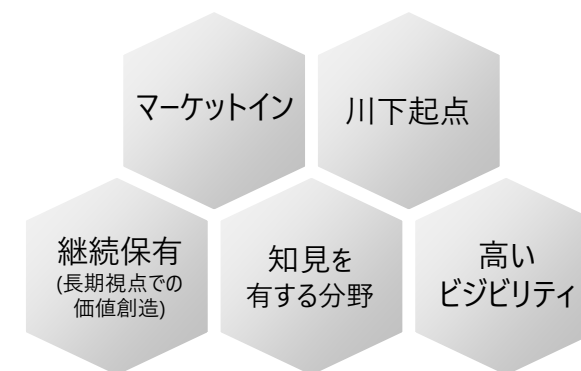 マーケットイン
川下起点
継続保有
(長期視点での
価値創造)
知見を
有する分野
高い
ビジビリティ